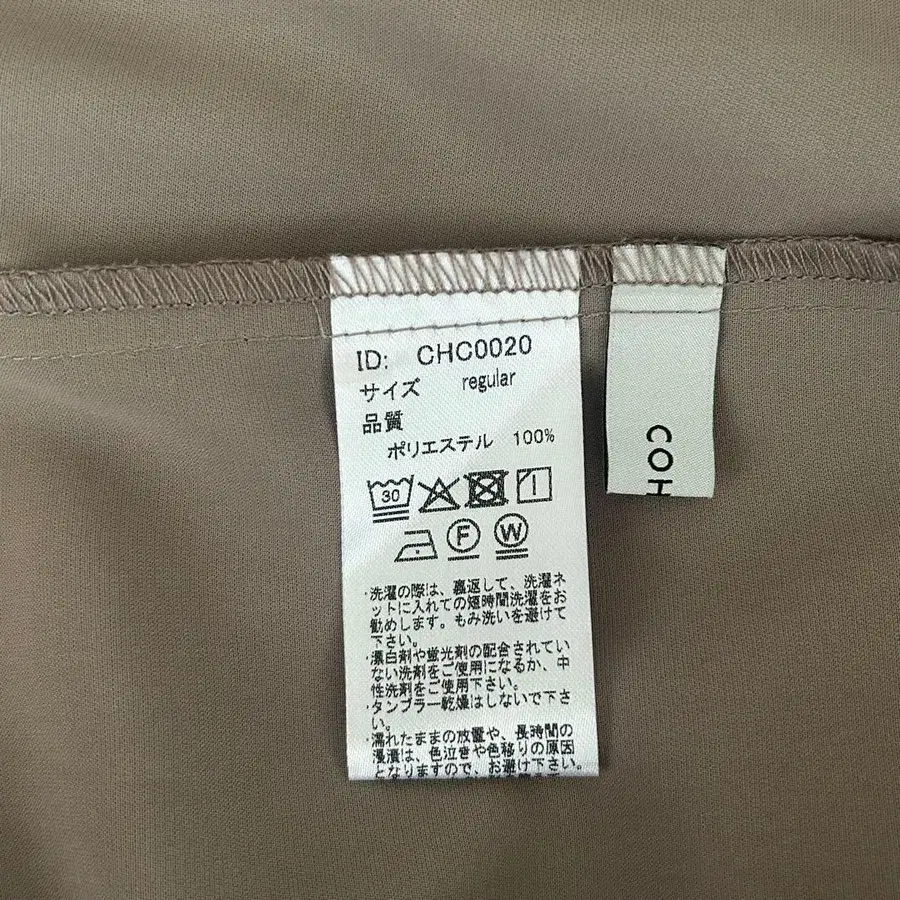 ID: CHC0020
サイズ regular
品質
ポリエステル 100%
30
F W
・洗濯の際は、裏返して、洗濯ネ
ットに入れての短時間洗濯をお
勧めします。もみ洗いを避けて
下さい。
・漂白剤や蛍光剤の配合されてい
ない洗剤をご使用になるか、中
性洗剤をご使用下さい。
・タンブラー乾燥はしないで下さ
い。
・濡れたままの放置や、長時間の
浸漬は、色泣きや色移りの原因
となりますので、お避け下さい。
COH